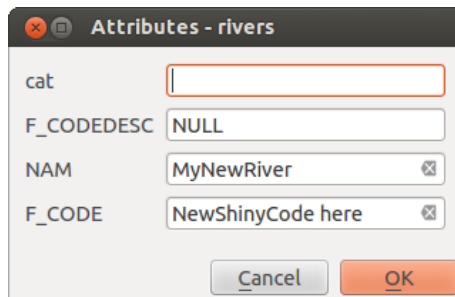 Attributes - rivers
cat
F_CODEDESC NULL
NAM MyNewRiver
F_CODE NewShinyCode here
Cancel OK